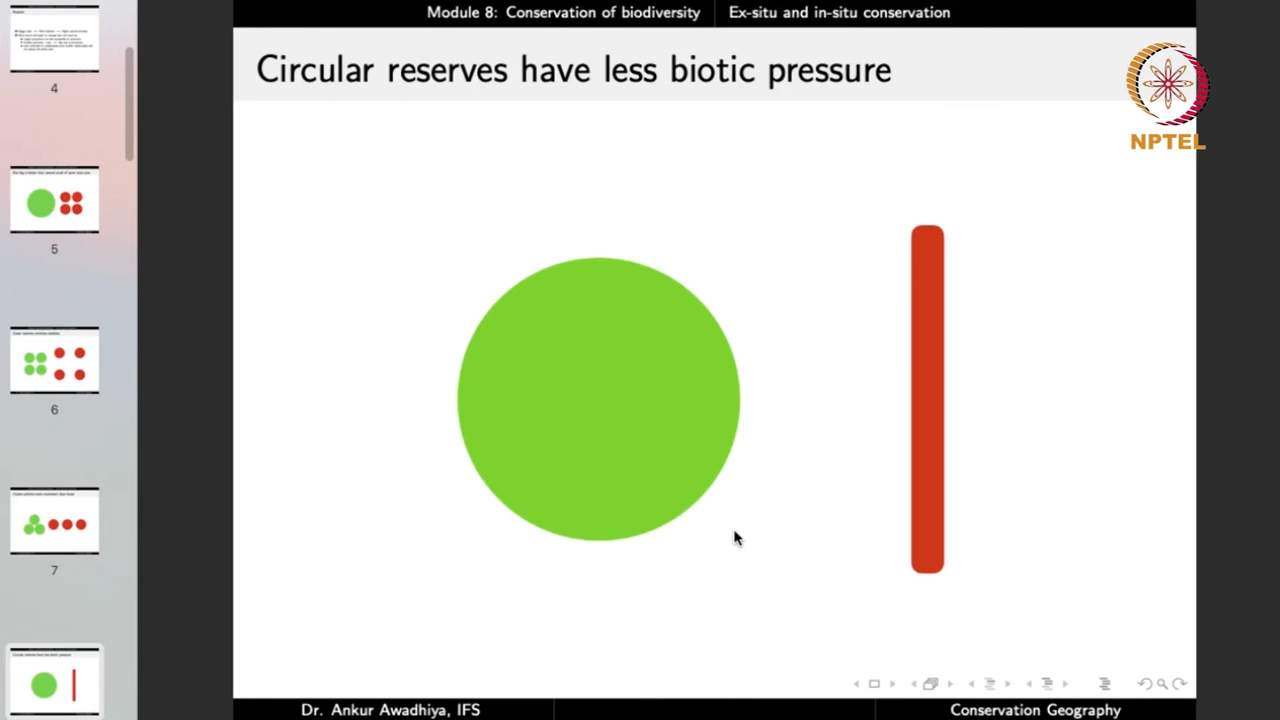 Module 8: Conservation of biodiversity
Ex-situ and in-situ conservation
Circular reserves have less biotic pressure
NPTEL
4
5
6
7
Dr. Ankur Awadhiya, IFS
Conservation Geography